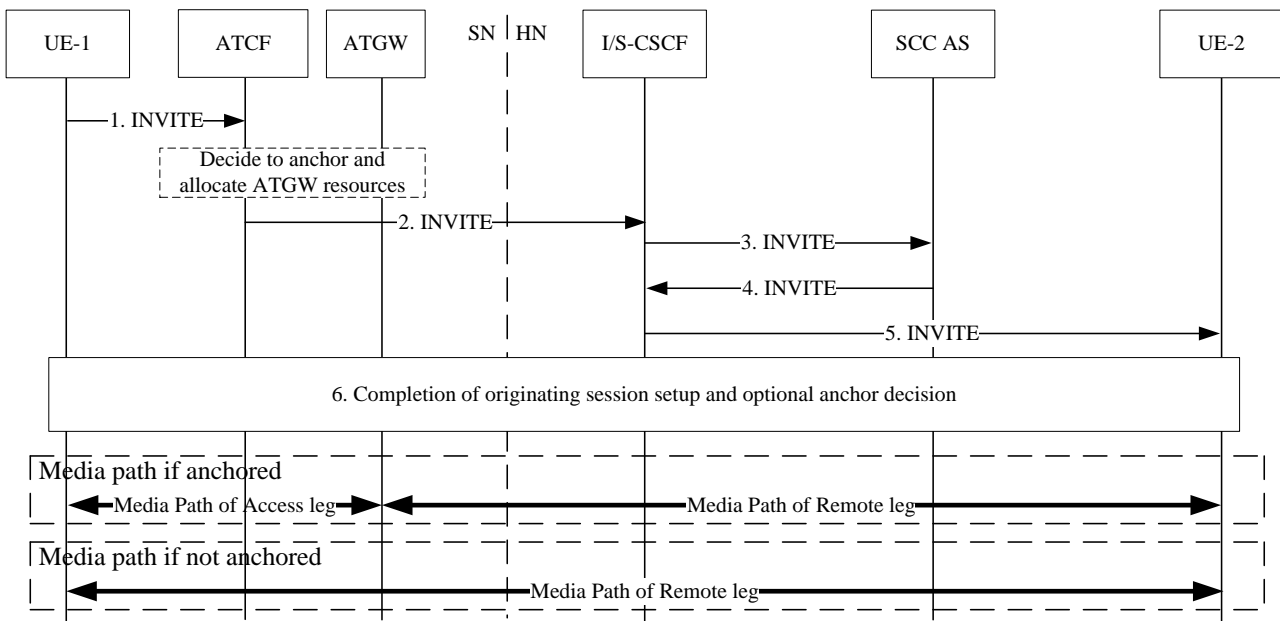 UE-1
ATCF
ATGW
SN
HN
I/S-CSCF
SCC AS
UE-2
1. INVITE
Decide to anchor and
allocate ATGW resources
2. INVITE
3. INVITE
4. INVITE
5. INVITE
6. Completion of originating session setup and optional anchor decision
Media path if anchored
Media Path of Access leg
Media Path of Remote leg
Media path if not anchored
Media Path of Remote leg